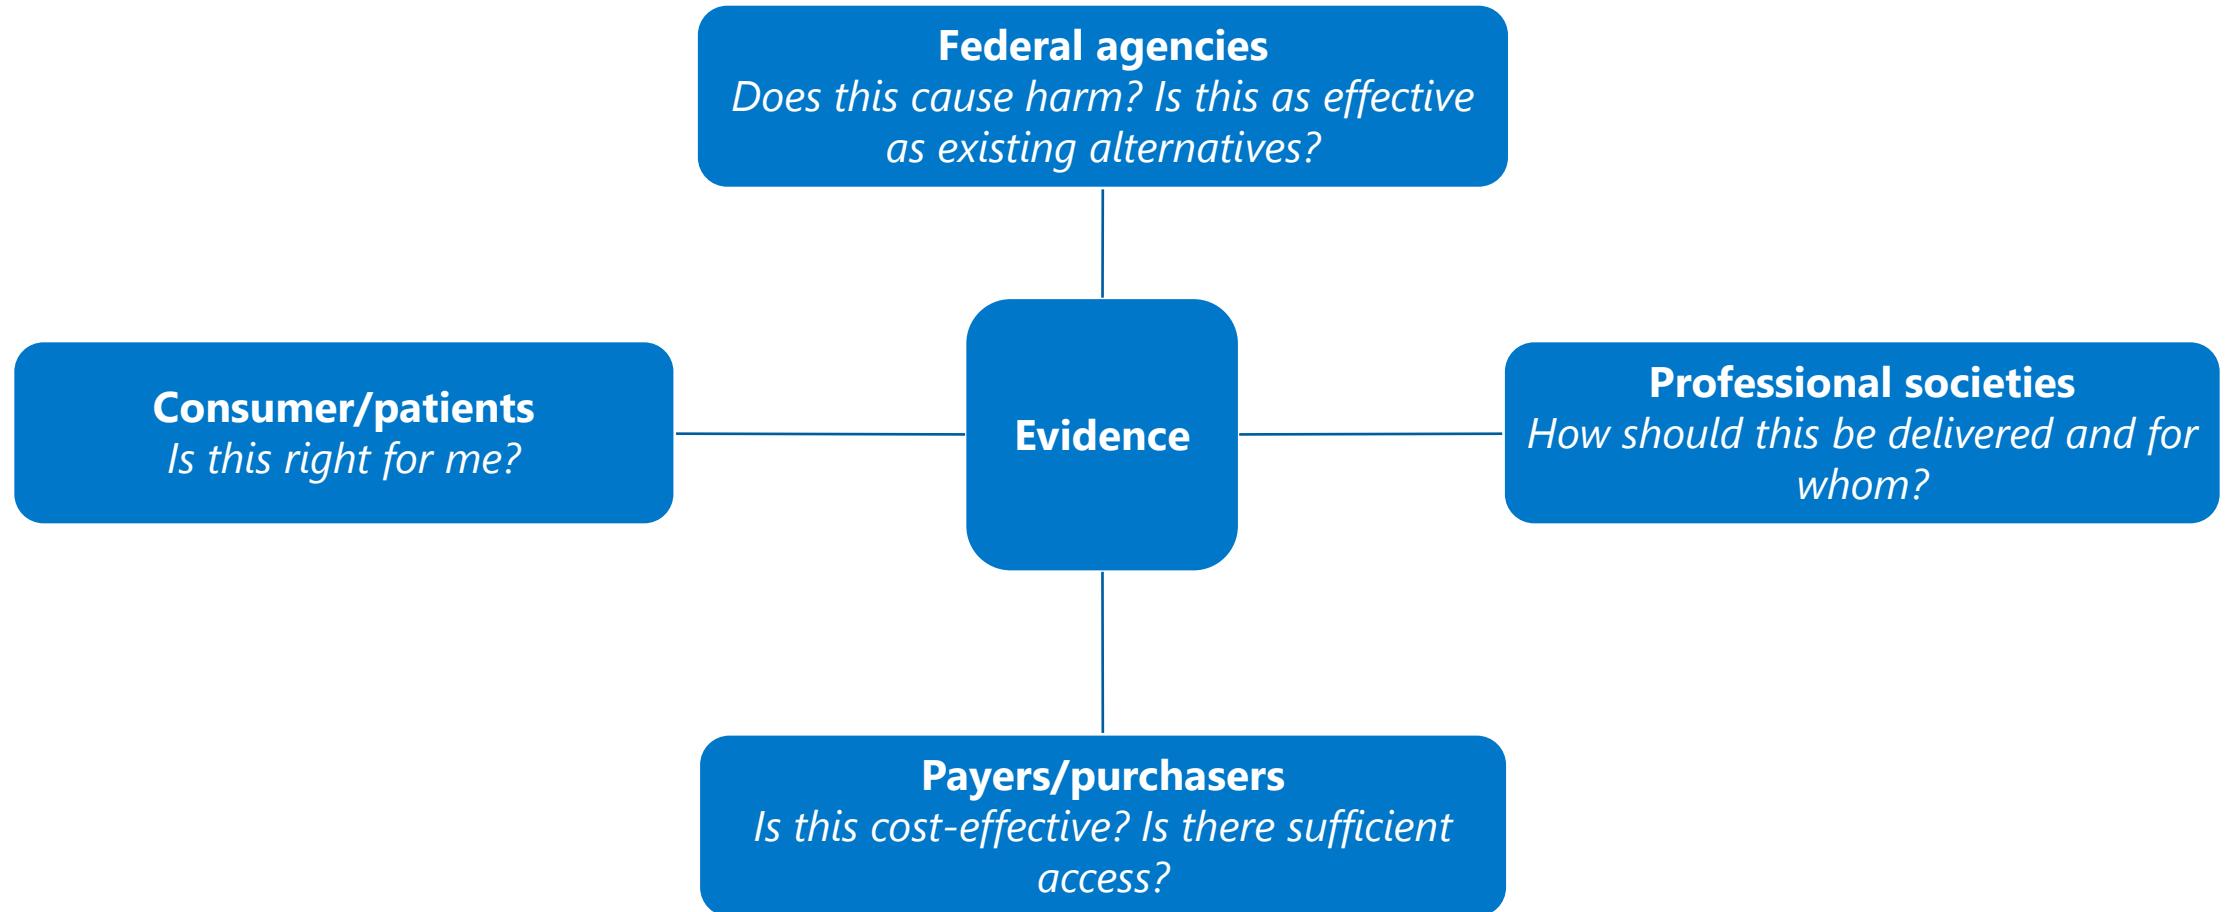 Federal agencies
Does this cause harm? Is this as effective
as existing alternatives?
Consumer/patients
Is this right for me?
Evidence
Professional societies
How should this be delivered and for
whom?
Payers/purchasers
Is this cost-effective? Is there sufficient
access?